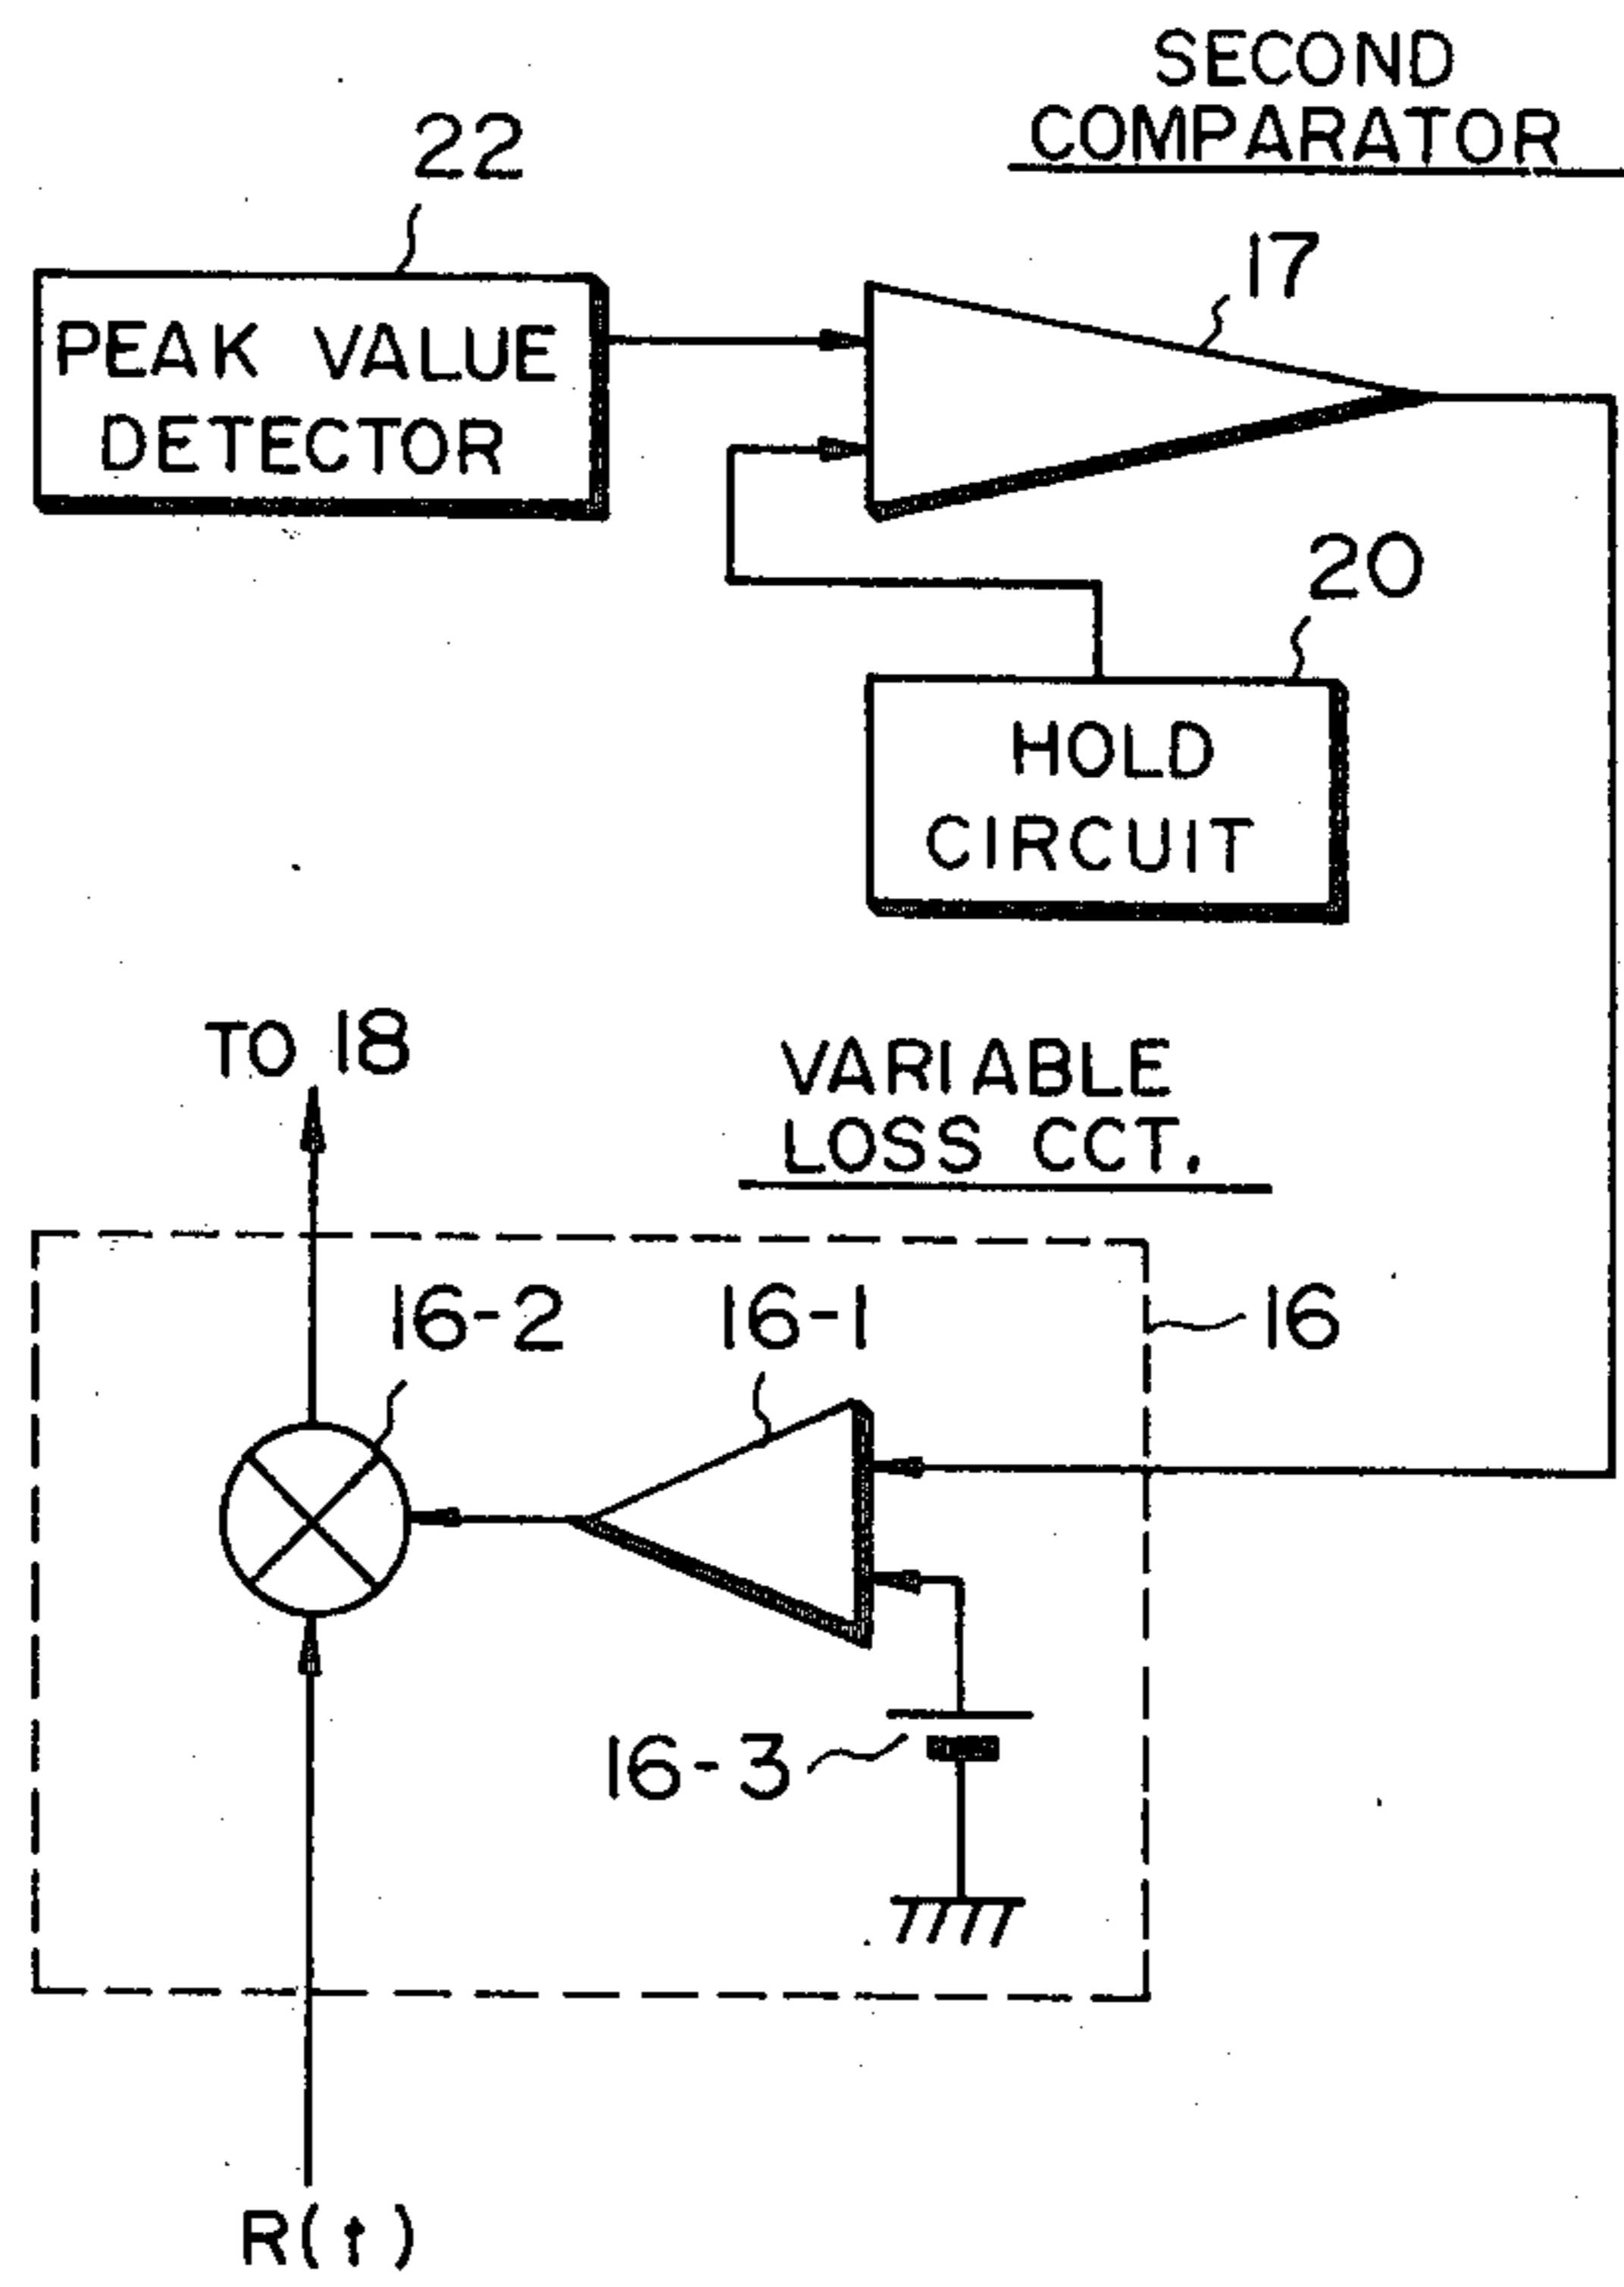 SECOND
COMPARATOR
22
17
PEAK VALUE
DETECTOR
20
HOLD
CIRCUIT
TO 18
VARIABLE
LOSS CCT.
16-2
16-1
16
16-3
R(t)